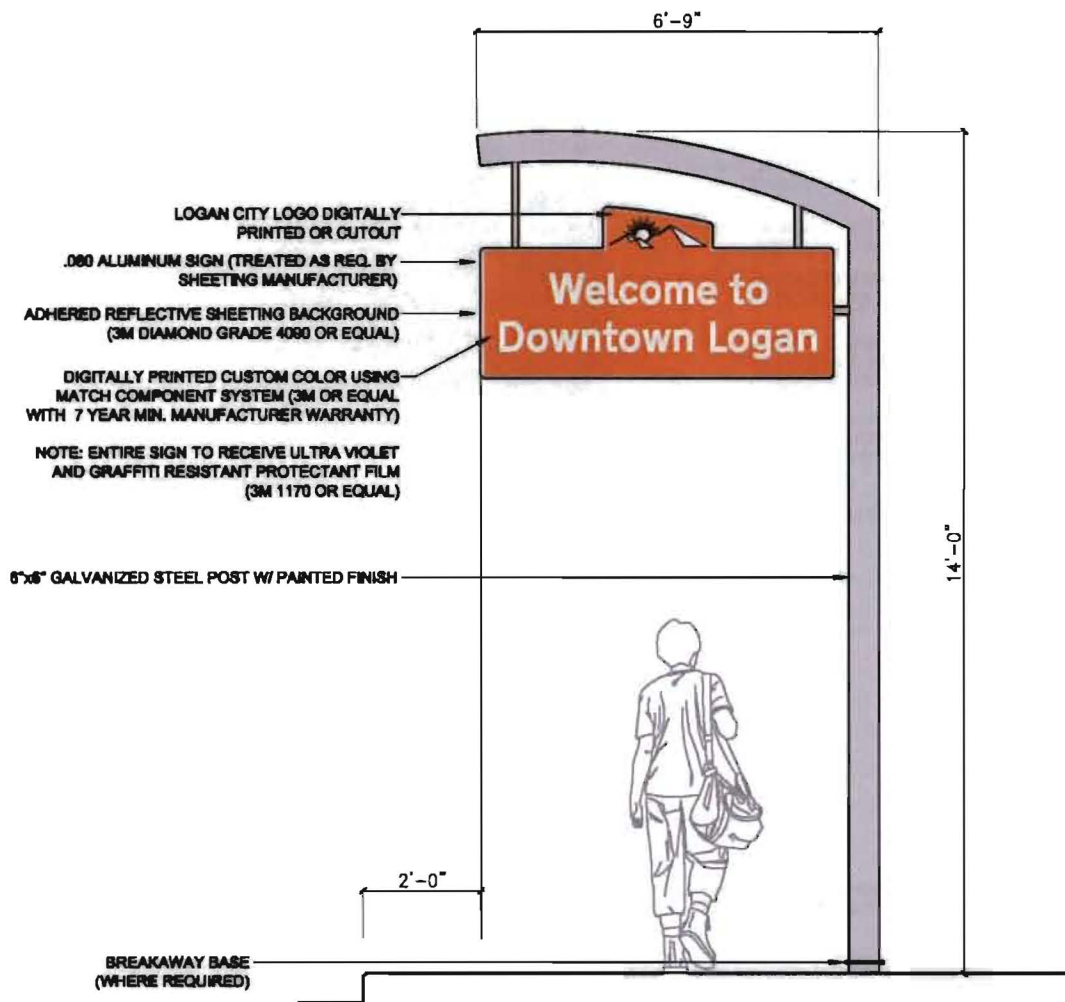 6'-9"
LOGAN CITY LOGO DIGITALLY
PRINTED OR CUTOUT
.080 ALUMINUM SIGN (TREATED AS REQ. BY
SHEETING MANUFACTURER)
ADHERED REFLECTIVE SHEETING BACKGROUND
(3M DIAMOND GRADE 4090 OR EQUAL)
DIGITALLY PRINTED CUSTOM COLOR USING
MATCH COMPONENT SYSTEM (3M OR EQUAL
WITH 7 YEAR MIN. MANUFACTURER WARRANTY)
NOTE: ENTIRE SIGN TO RECEIVE ULTRA VIOLET
AND GRAFFITI RESISTANT PROTECTANT FILM
(3M 1170 OR EQUAL)
Welcome to
Downtown Logan
6"x6" GALVANIZED STEEL POST W/ PAINTED FINISH
14'-0"
2'-0"
BREAKAWAY BASE
(WHERE REQUIRED)